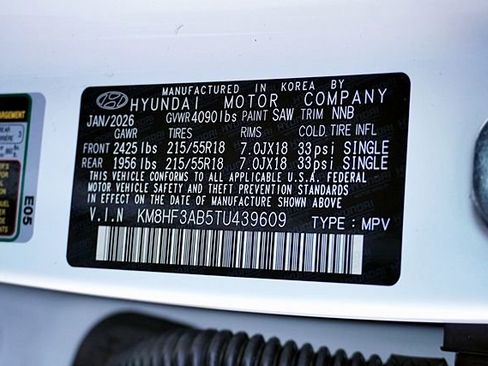 MANUFACTURED IN KOREA BY
HYUNDAI MOTOR COMPANY
JAN/2026 GVWR 4090 lbs PAINT SAW TRIM NNB
GAWR TIRES RIMS COLD, TIRE INFL
FRONT 2425 lbs 215/55R18 7.0JX18 33psi SINGLE
REAR 1956 lbs 215/55R18 7.0JX18 33psi SINGLE
THIS VEHICLE CONFORMS TO ALL APPLICABLE U.S.A. FEDERAL
MOTOR VEHICLE SAFETY AND THEFT PREVENTION STANDARDS
IN EFFECT ON THE DATE OF MANUFACTURE SHOWN ABOVE.
V.I.N KM8HF3AB5TU439609 TYPE : MPV
E05